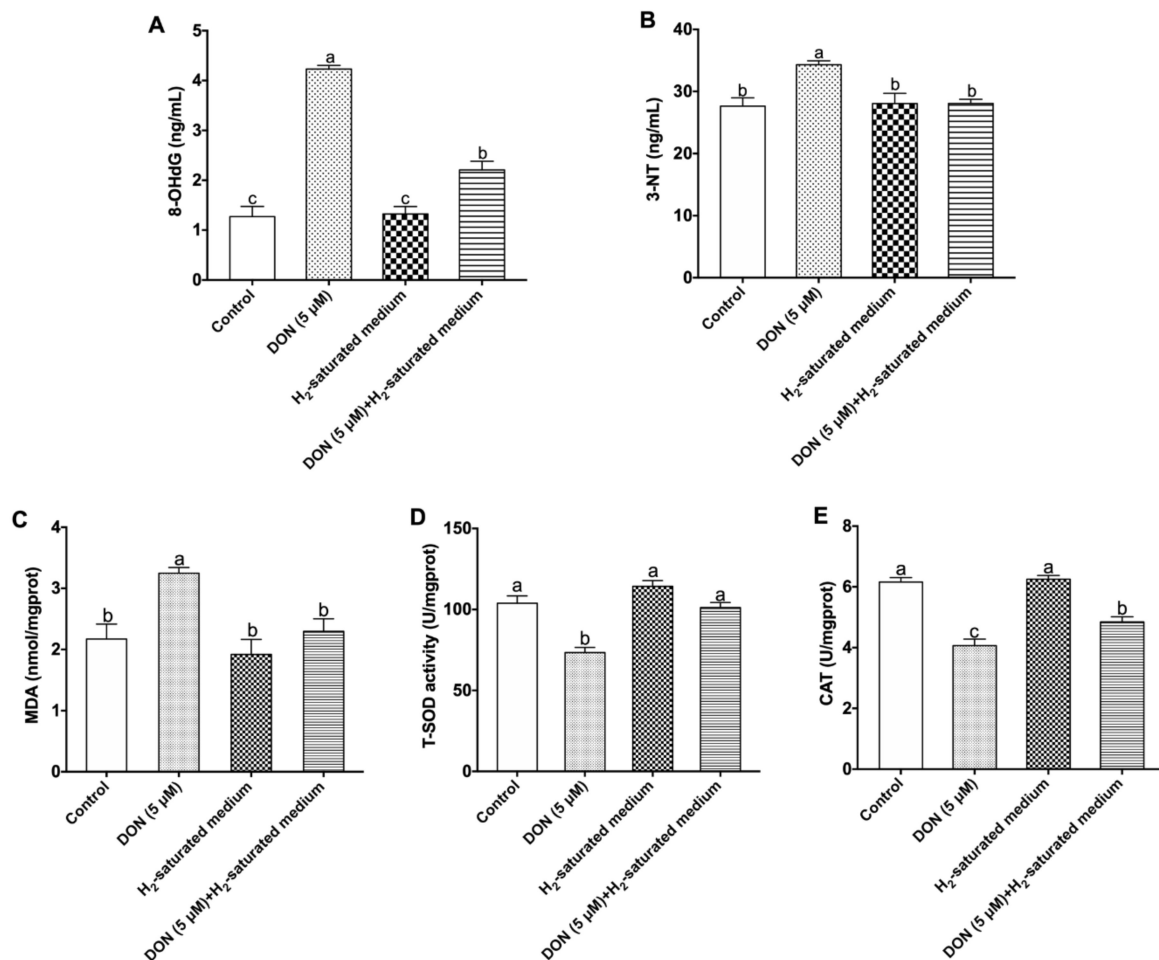 A
8-OHdG (ng/mL)
5
4
3
2
1
0
c
a
c
b
Control
DON (5 µM)
H₂-saturated medium
DON (5 µM)+H₂-saturated medium
B
3-NT (ng/mL)
40
30
20
10
0
b
a
b
b
Control
DON (5 µM)
H₂-saturated medium
DON (5 µM)+H₂-saturated medium
C
MDA (nmol/mgprot)
4
3
2
1
0
b
a
b
b
Control
DON (5 µM)
H₂-saturated medium
DON (5 µM)+H₂-saturated medium
D
T-SOD activity (U/mgprot)
150
100
50
0
a
b
a
a
Control
DON (5 µM)
H₂-saturated medium
DON (5 µM)+H₂-saturated medium
E
CAT (U/mgprot)
8
6
4
2
0
a
c
a
b
Control
DON (5 µM)
H₂-saturated medium
DON (5 µM)+H₂-saturated medium